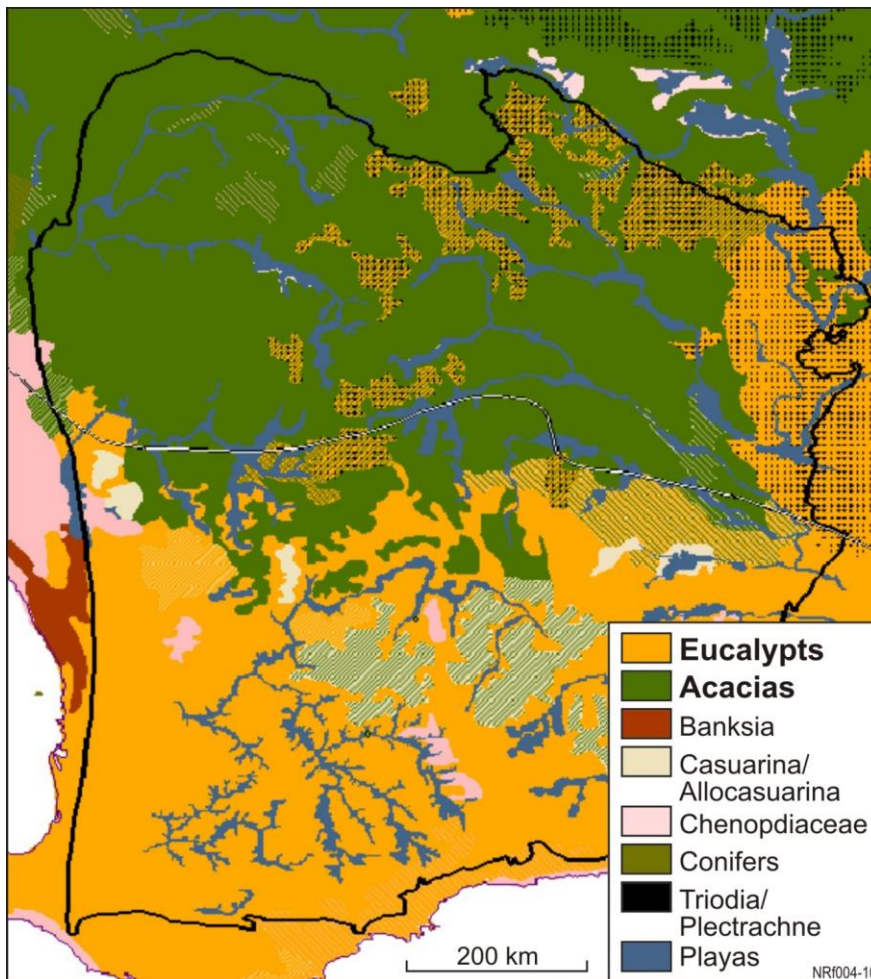 Eucalypts
Acacias
Banksia
Casuarina/
Allocasuarina
Chenopdiaceae
Conifers
Triodia/
Plectrachne
Playas
200 km